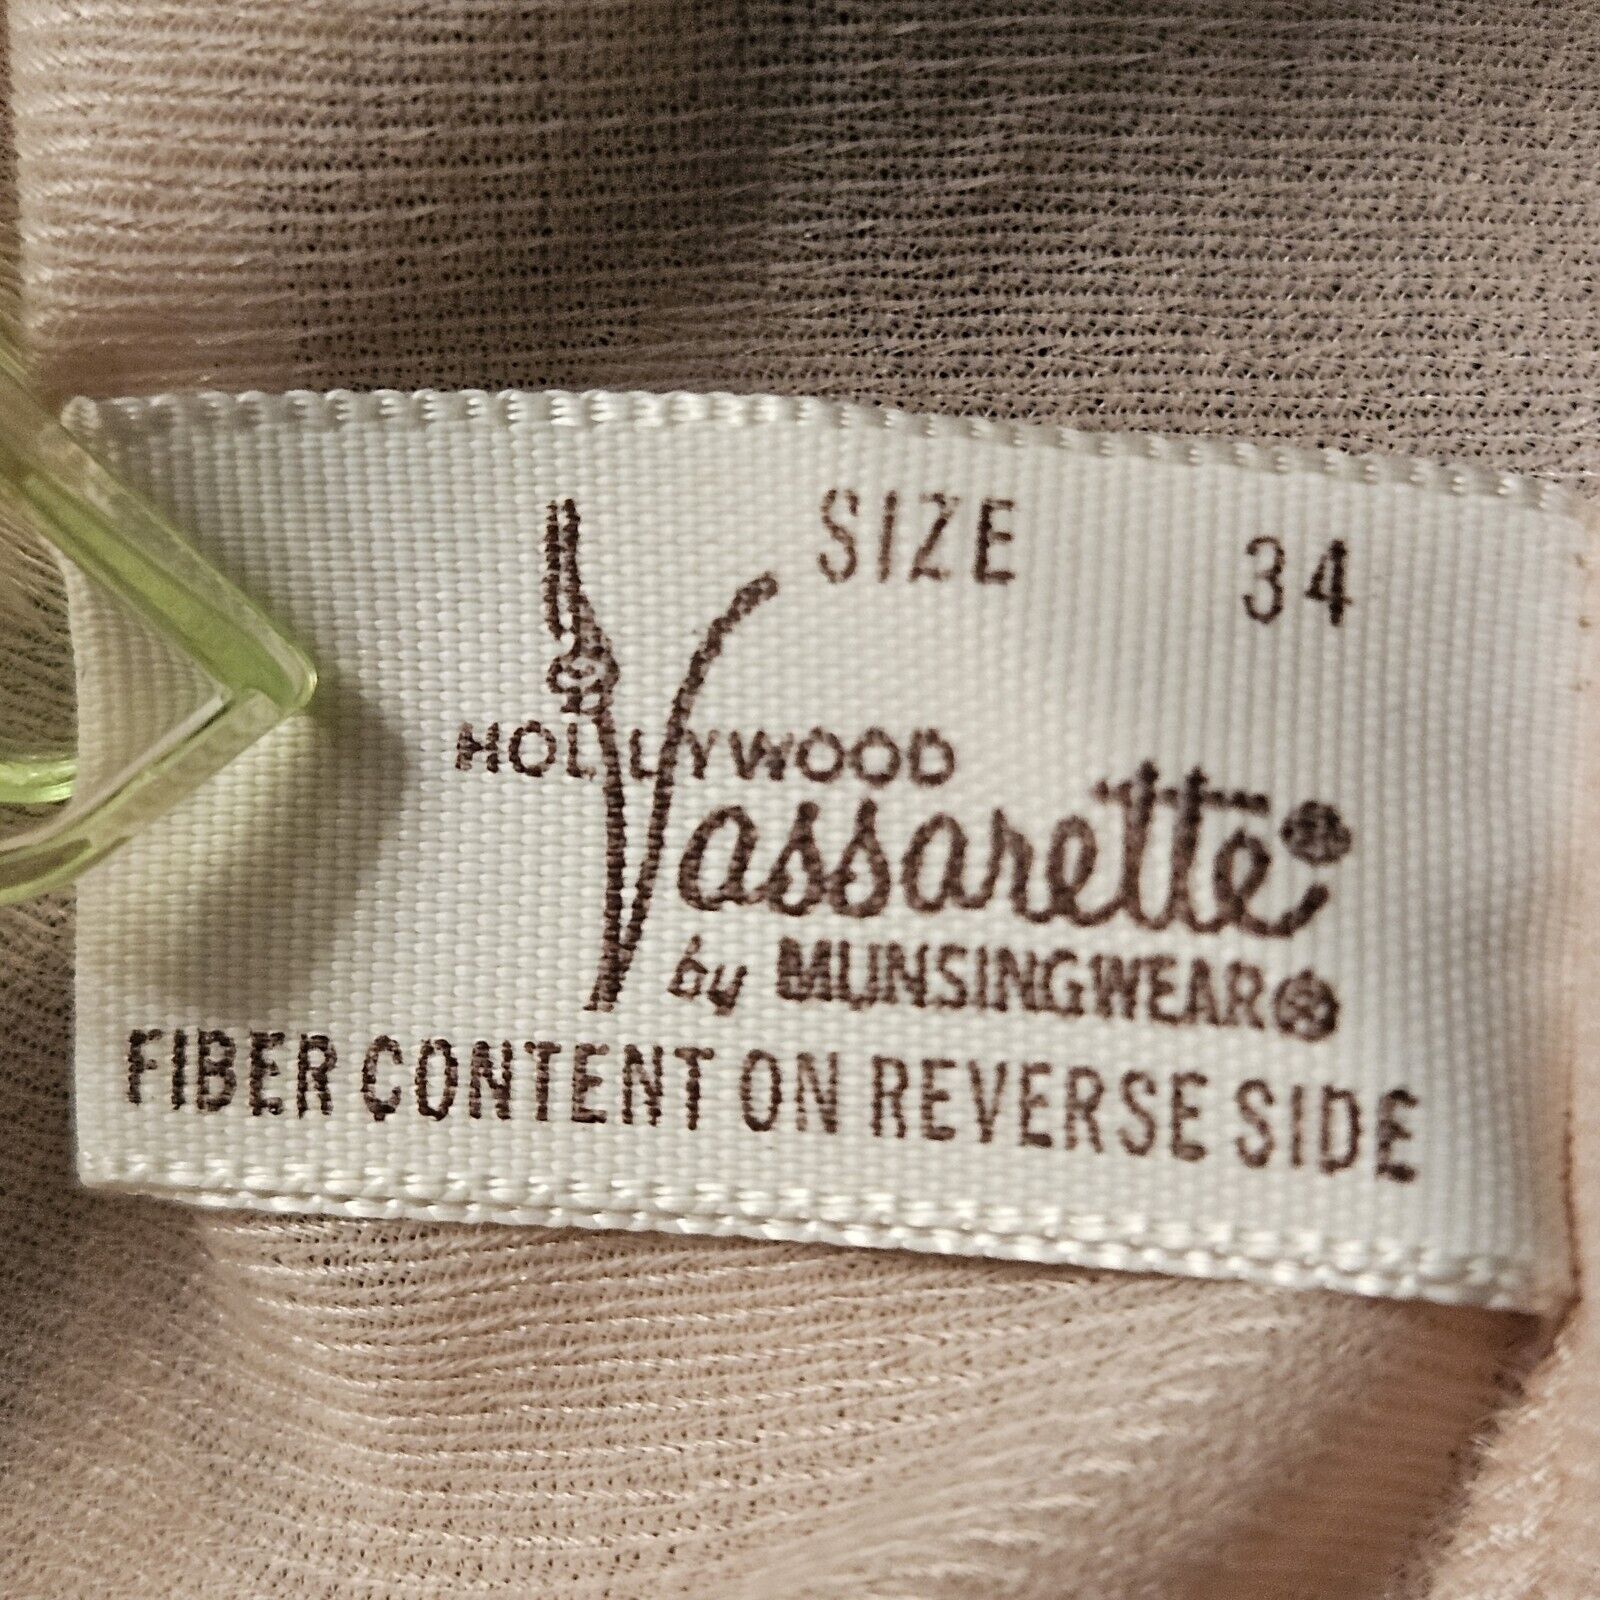 SIZE 34
HOLLYWOOD
Vassarette®
by MUNSINGWEAR®
FIBER CONTENT ON REVERSE SIDE